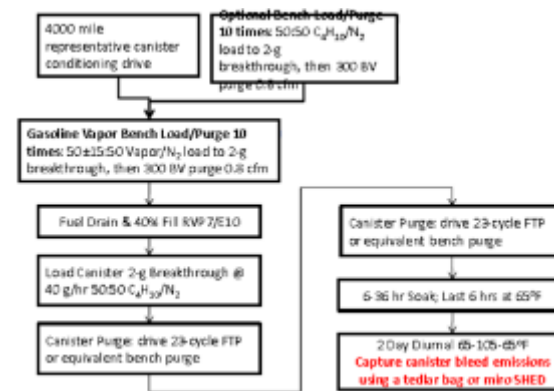 4000 mile
representative canister
conditioning drive
Optional Bench Load/Purge
10 times: 50:50 C₄H₁₀/N₂
load to 2-g
breakthrough, then 300 BV
purge 0.8 cfm
Gasoline Vapor Bench Load/Purge 10
times: 50±15:50 Vapor/N₂ load to 2-g
breakthrough, then 300 BV purge 0.8 cfm
Fuel Drain & 40% Fill RVP7/E10
Load Canister 2-g Breakthrough @
40 g/hr 50:50 C₄H₁₀/N₂
Canister Purge: drive 23-cycle FTP
or equivalent bench purge
Canister Purge: drive 23-cycle FTP
or equivalent bench purge
6-36 hr Soak; Last 6 hrs at 65ºF
2 Day Diurnal 65-105-65ºF
Capture canister bleed emissions
using a tedlar bag or miro SHED